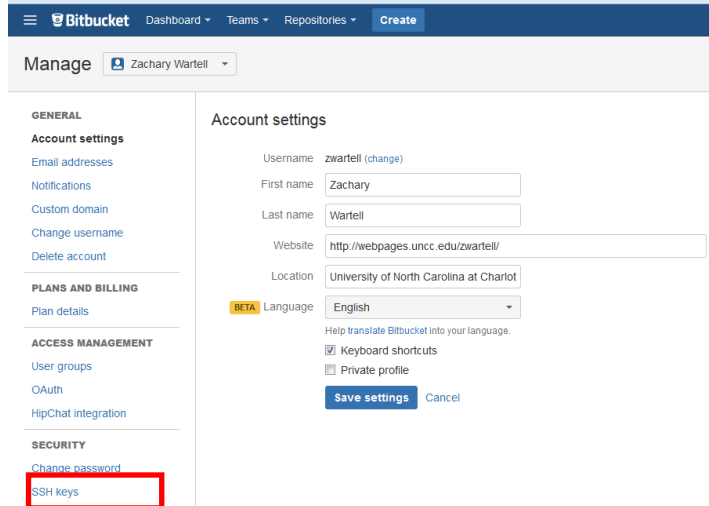 Bitbucket Dashboard Teams Repositories Create
Manage Zachary Wartell
GENERAL
Account settings
Email addresses
Notifications
Custom domain
Change username
Delete account
PLANS AND BILLING
Plan details
ACCESS MANAGEMENT
User groups
OAuth
HipChat integration
SECURITY
Change password
SSH keys
Account settings
Username zwartell (change)
First name Zachary
Last name Wartell
Website http://webpages.uncc.edu/zwartell/
Location University of North Carolina at Charlot
BETA Language English
Help translate Bitbucket into your language.
Keyboard shortcuts
Private profile
Save settings Cancel